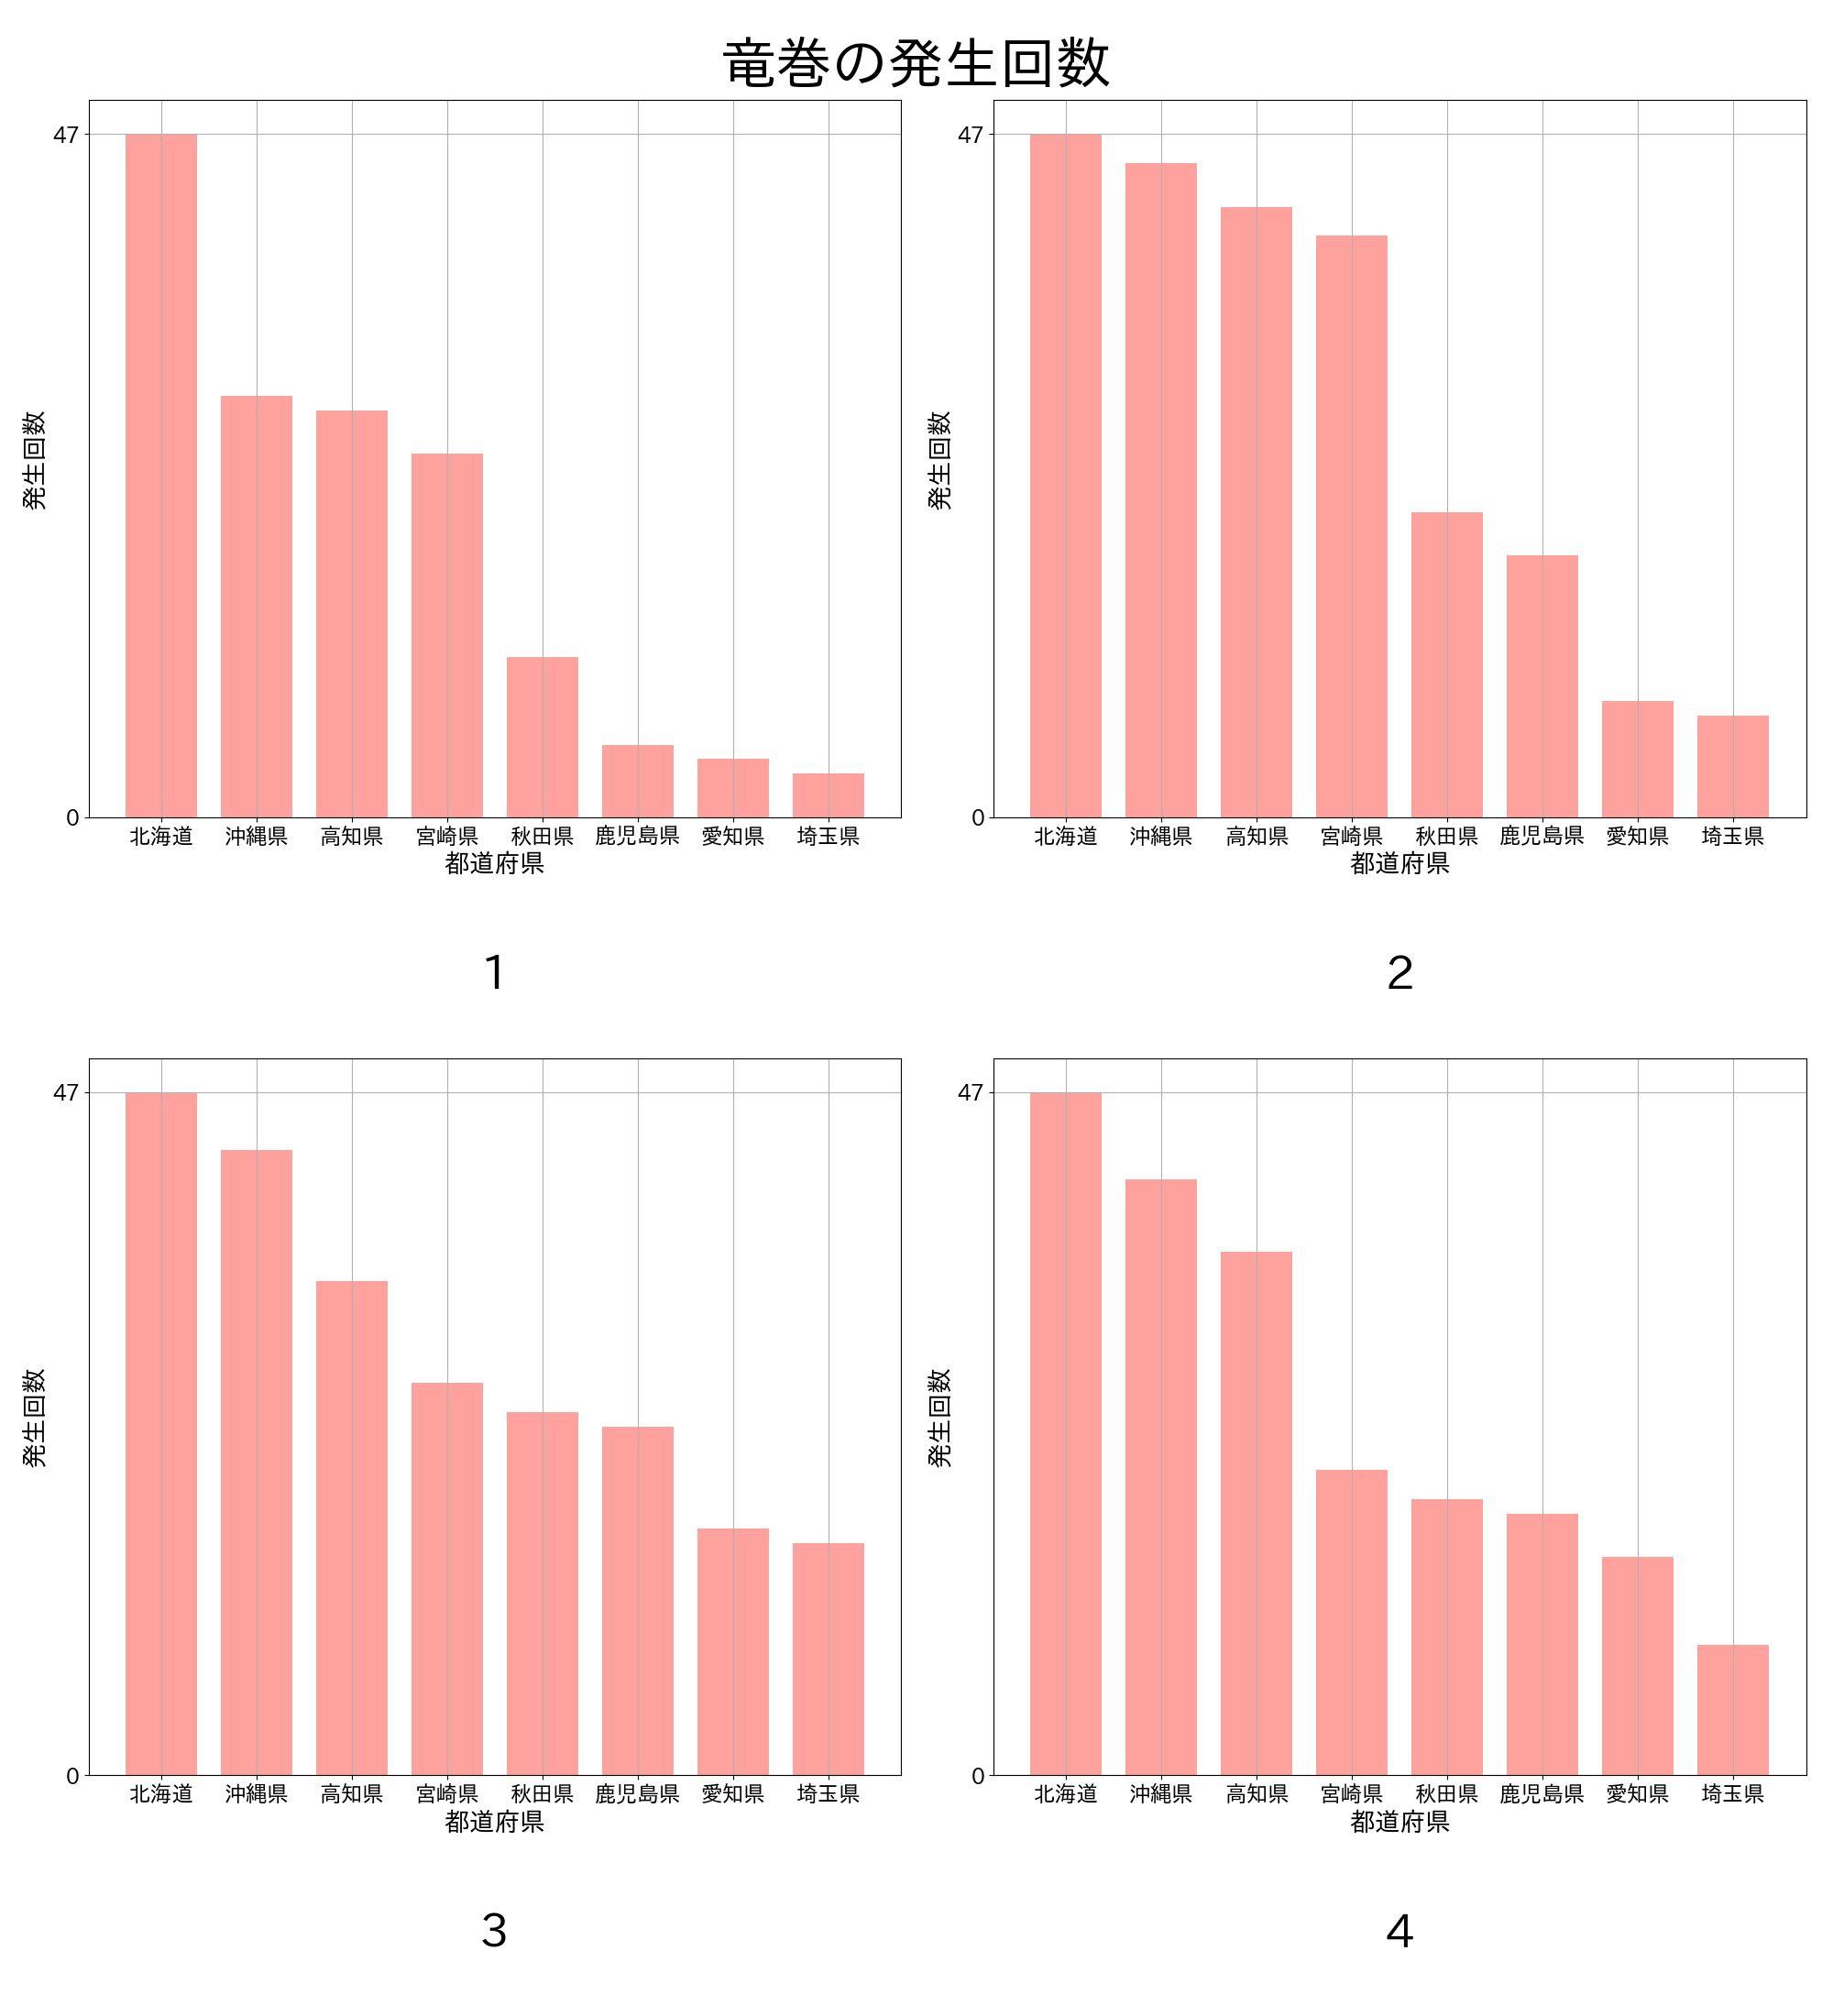 竜巻の発生回数
47
0
発生回数
北海道 沖縄県 高知県 宮崎県 秋田県 鹿児島県 愛知県 埼玉県
都道府県
1
47
0
発生回数
北海道 沖縄県 高知県 宮崎県 秋田県 鹿児島県 愛知県 埼玉県
都道府県
2
47
0
発生回数
北海道 沖縄県 高知県 宮崎県 秋田県 鹿児島県 愛知県 埼玉県
都道府県
3
47
0
発生回数
北海道 沖縄県 高知県 宮崎県 秋田県 鹿児島県 愛知県 埼玉県
都道府県
4